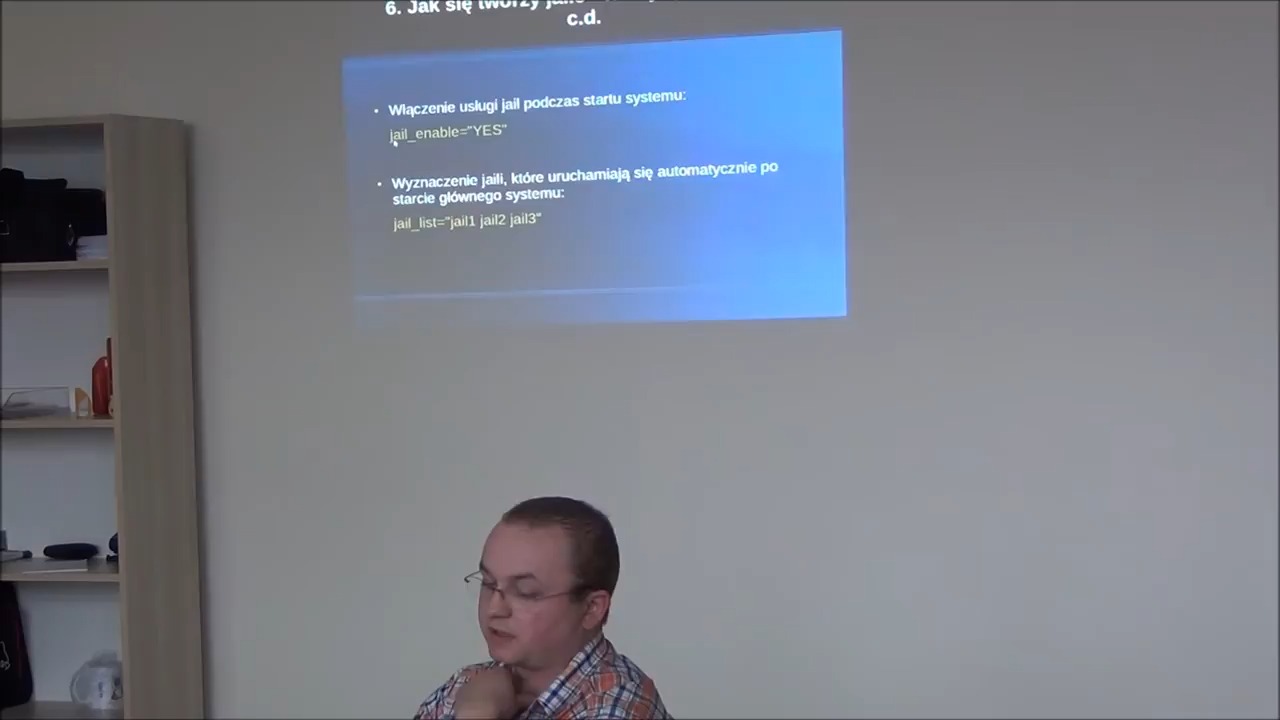 6. Jak się tworzy
c.d.
• Włączenie usługi jail podczas startu systemu:
jail_enable="YES"
• Wyznaczenie jaili, które uruchamiają się automatycznie po
starcie głównego systemu:
jail_list="jail1 jail2 jail3"